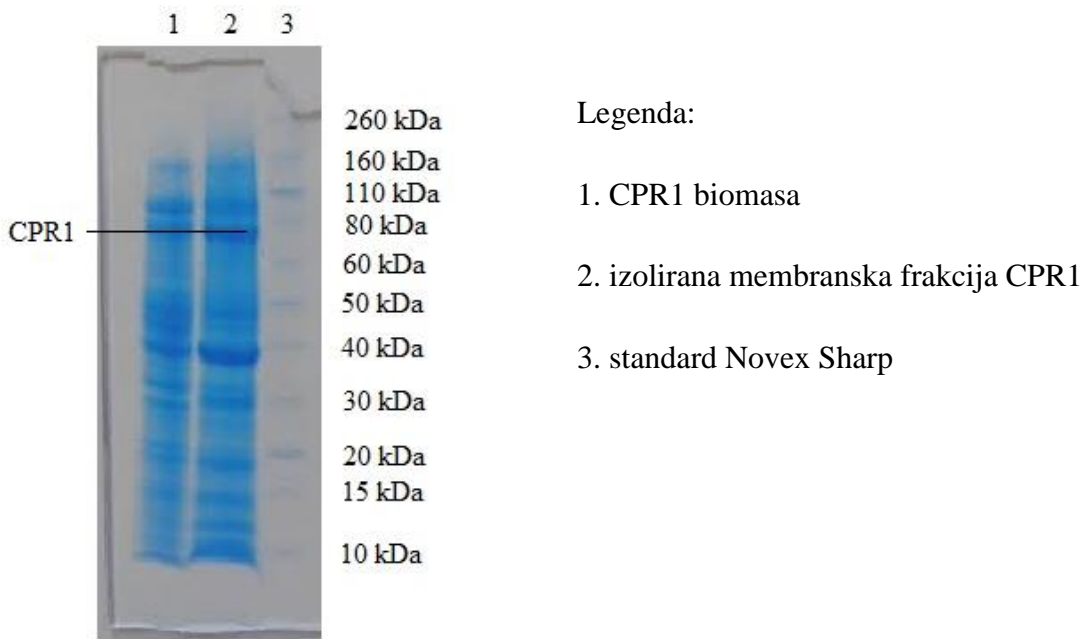 1 2 3
260 kDa
160 kDa
110 kDa
CPR1
80 kDa
60 kDa
50 kDa
40 kDa
30 kDa
20 kDa
15 kDa
10 kDa
Legenda:
1. CPR1 biomasa
2. izolirana membranska frakcija CPR1
3. standard Novex Sharp